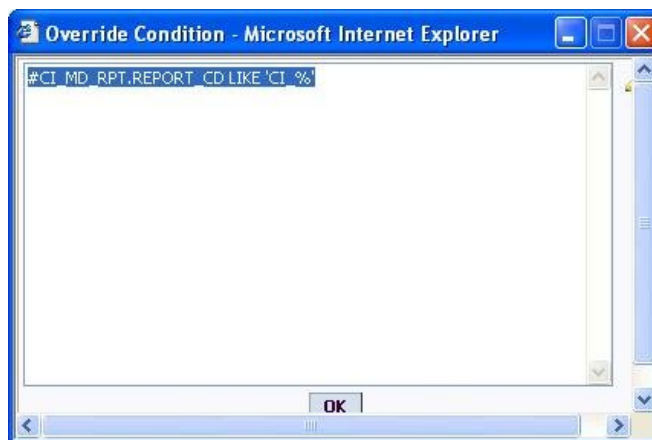 Override Condition - Microsoft Internet Explorer
#CI_MD_RPT.REPORT_CD LIKE 'CI_%'
OK